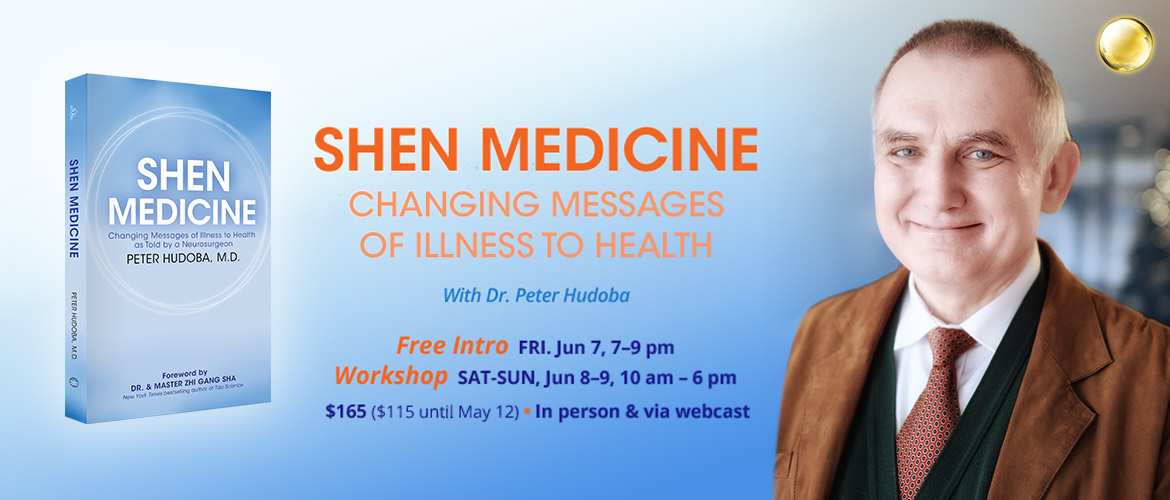 SHEN MEDICINE
PETER HUDOBA, M.D.
SHEN
MEDICINE
Changing Messages of Illness to Health
as Told by a Neurosurgeon
PETER HUDOBA, M.D.
Foreword by
DR. & MASTER ZHI GANG SHA
New York Times bestselling author of Tao Science
SHEN MEDICINE
CHANGING MESSAGES
OF ILLNESS TO HEALTH
With Dr. Peter Hudoba
Free Intro FRI. Jun 7, 7–9 pm
Workshop SAT-SUN, Jun 8–9, 10 am – 6 pm
$165 ($115 until May 12) • In person & via webcast